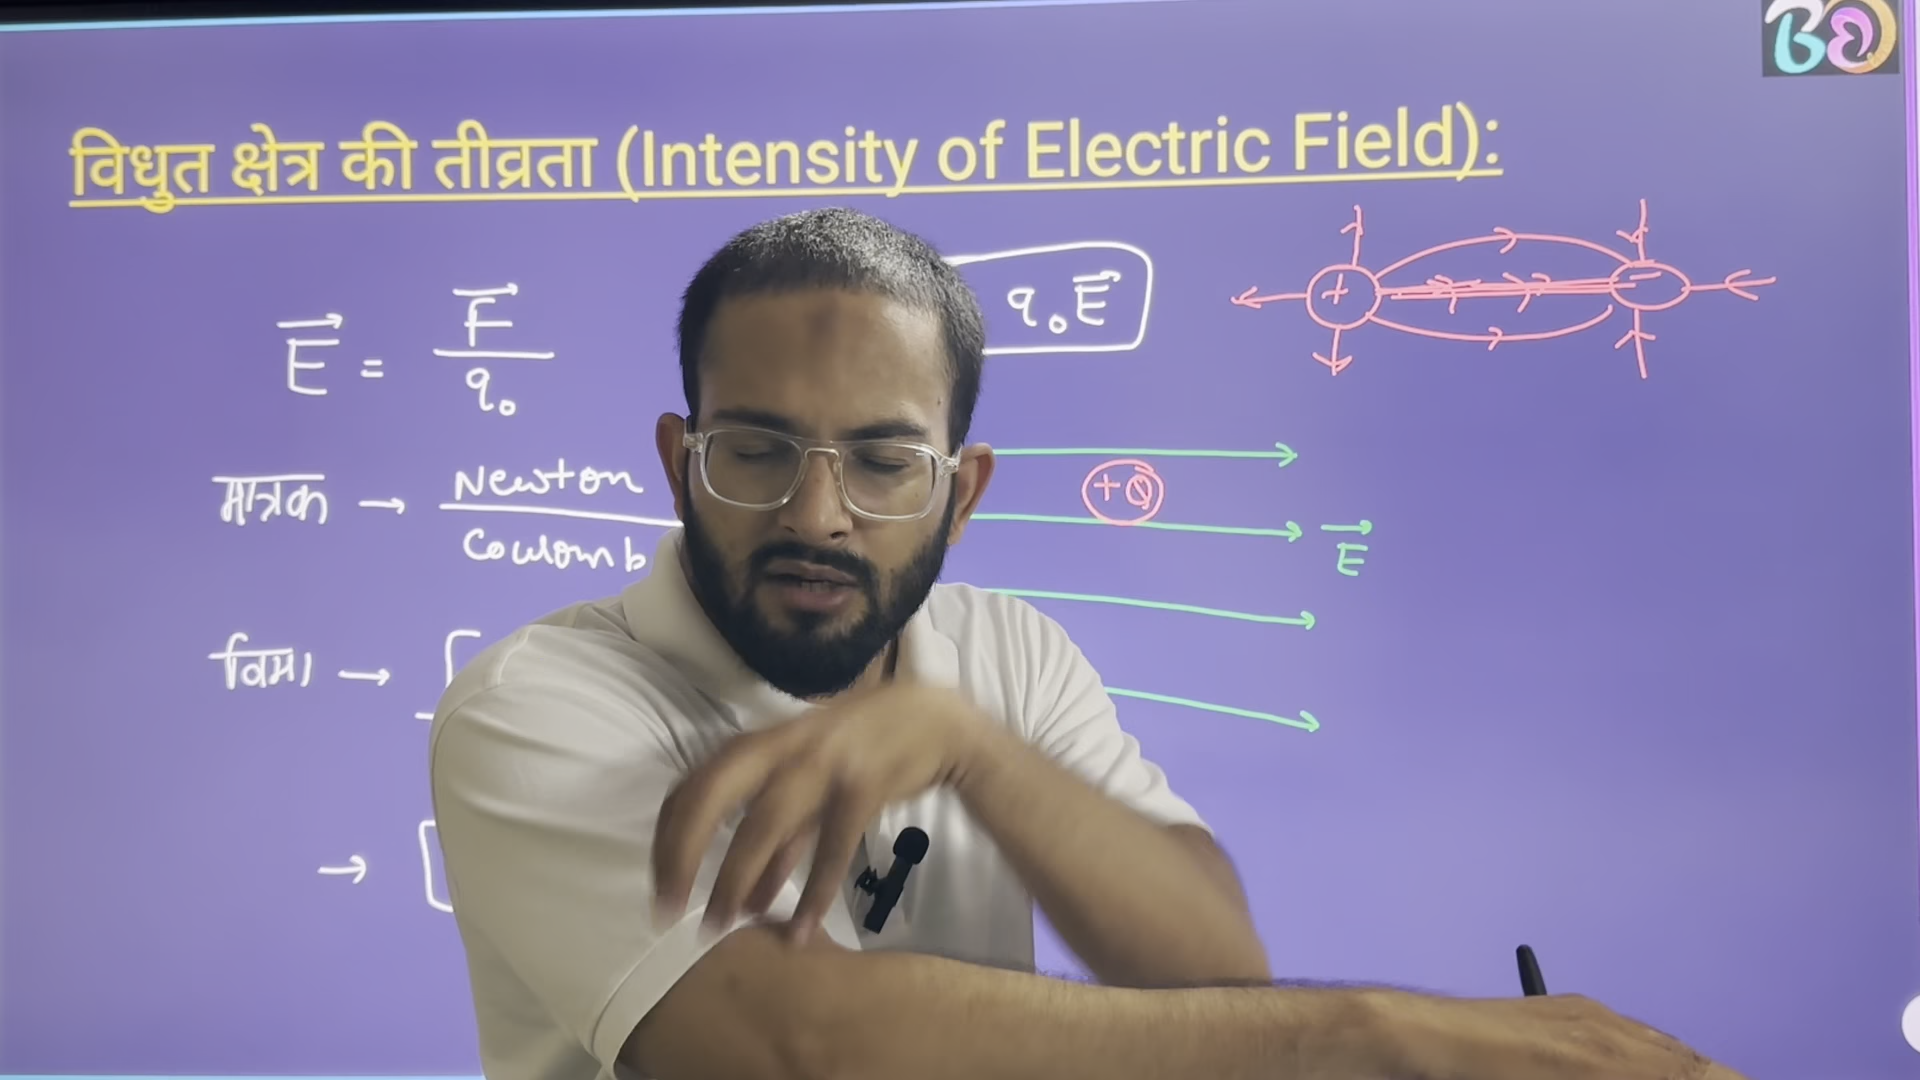 विधुत क्षेत्र की तीव्रता (Intensity of Electric Field):
E = F / q₀
q₀E
+ -
मात्रक → Newton / Coulomb
+Q
E
विमा → [
→ [